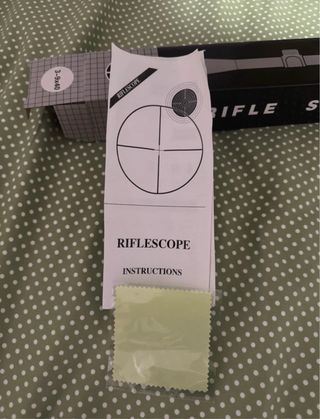 3-9x40
RIFLE S
RIFLESCOPE
RIFLESCOPE
INSTRUCTIONS